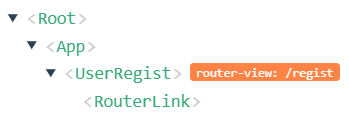 <Root>
<App>
<UserRegist> router-view: /regist
<RouterLink>